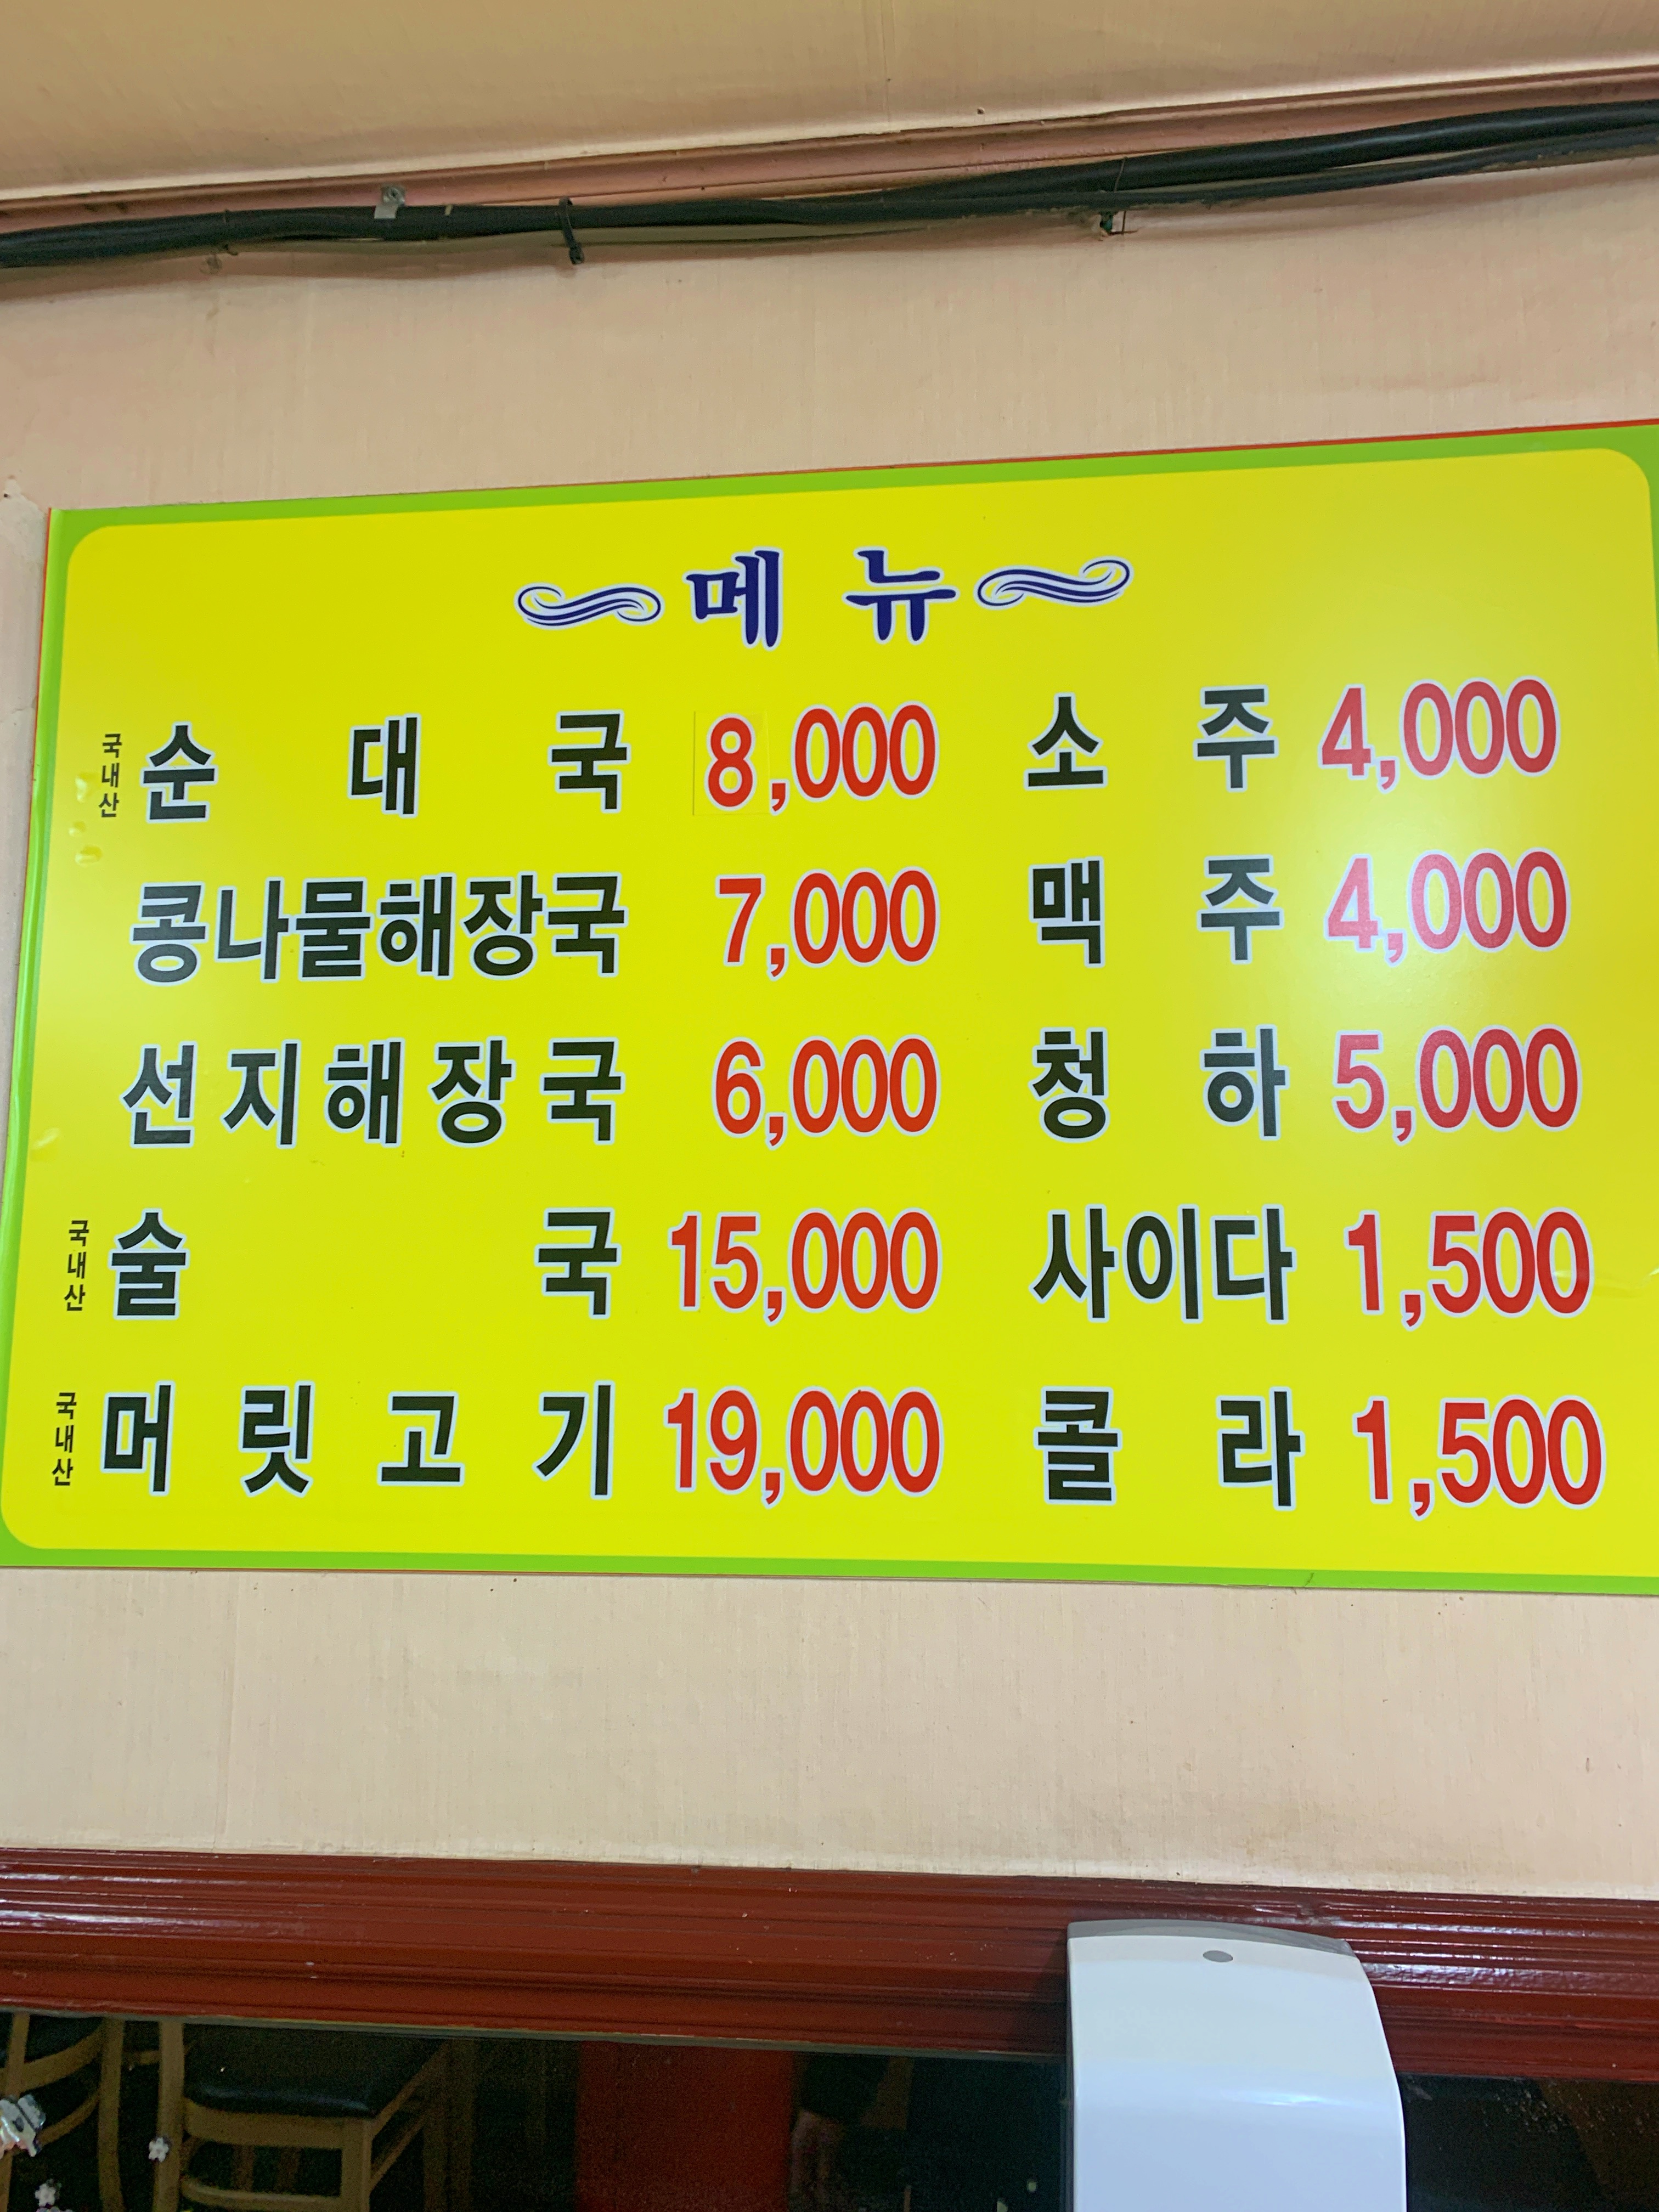 메뉴
국내산 순대국 8,000
콩나물해장국 7,000
선지해장국 6,000
국내산 술국 15,000
국내산 머릿고기 19,000
소주 4,000
맥주 4,000
청하 5,000
사이다 1,500
콜라 1,500